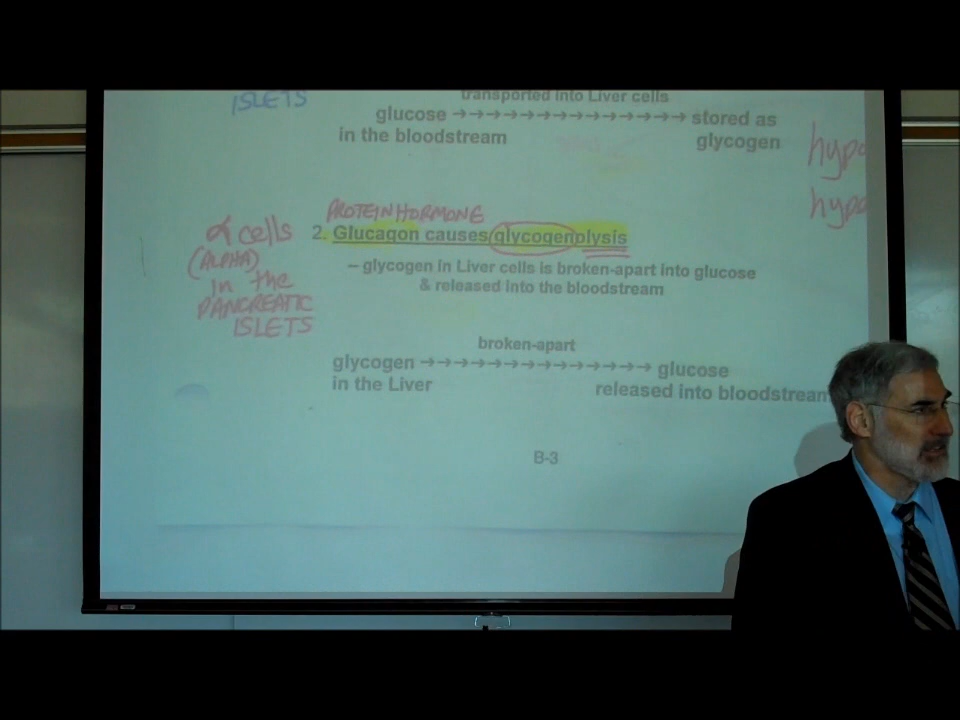 ISLETS
transported into Liver cells
glucose →→→→→→→→→→→→→→ stored as
in the bloodstream glycogen
hypo
hypo
PROTEIN HORMONE
2. Glucagon causes glycogenolysis
α cells
(ALPHA)
in the
PANCREATIC
ISLETS
– glycogen in Liver cells is broken-apart into glucose
& released into the bloodstream
broken-apart
glycogen →→→→→→→→→→→→→→ glucose
in the Liver released into bloodstream
B-3